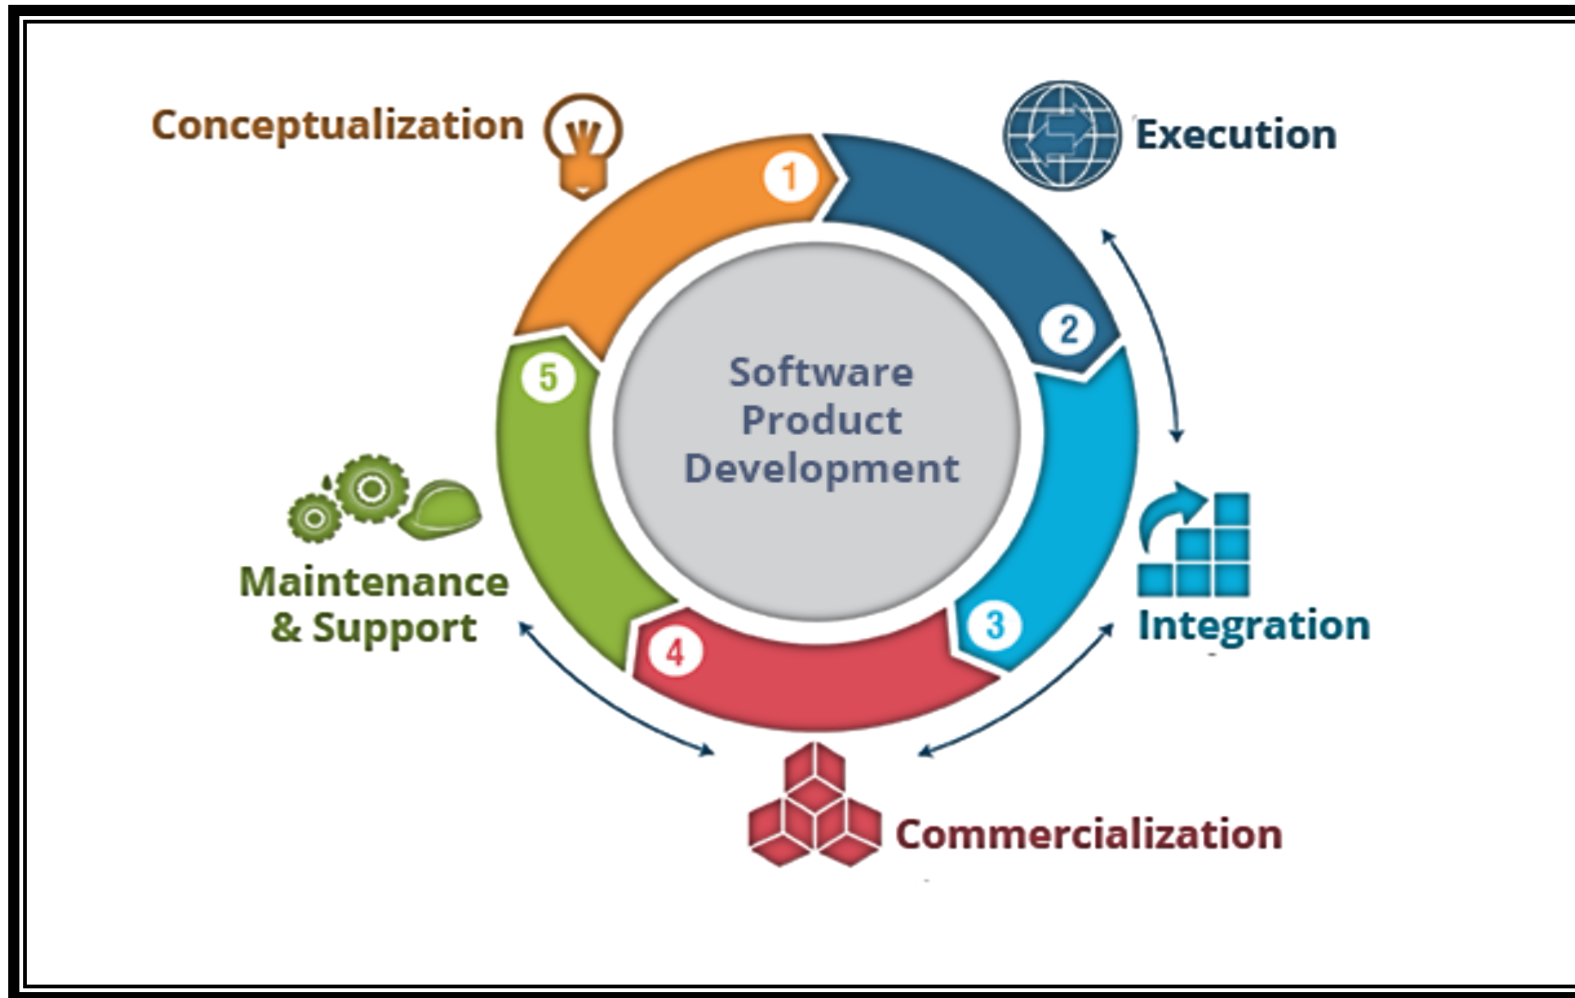 Conceptualization
Execution
1
2
5
Software
Product
Development
Maintenance
& Support
Integration
3
4
Commercialization